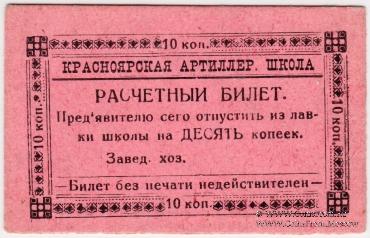 10 коп.
КРАСНОЯРСКАЯ АРТИЛЛЕР. ШКОЛА
РАСЧЕТНЫЙ БИЛЕТ.
Пред'явителю сего отпустить из лав-
ки школы на ДЕСЯТЬ копеек.
Завед. хоз.
Билет без печати недействителен
10 коп.
10 коп.
10 коп.